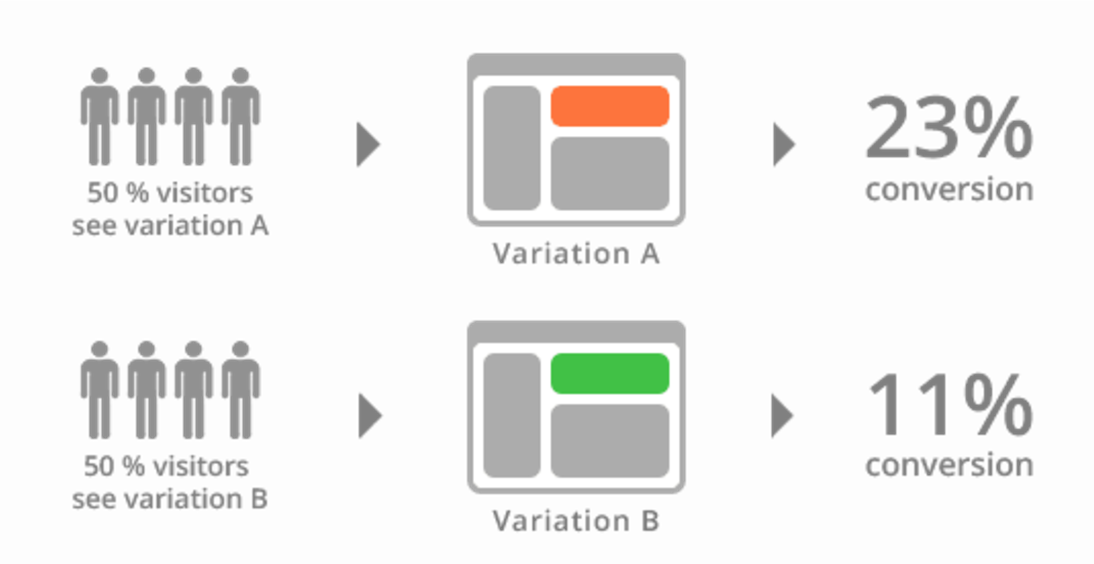 50 % visitors
see variation A
Variation A
23%
conversion
50 % visitors
see variation B
Variation B
11%
conversion